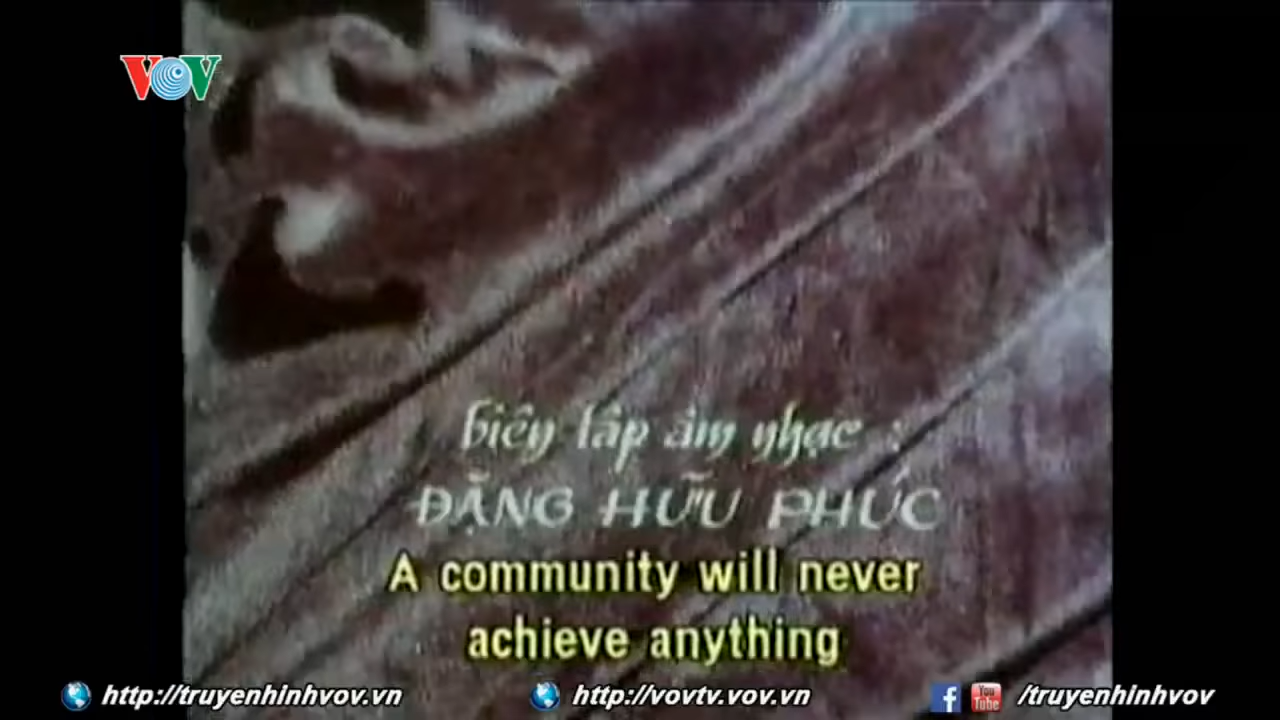 VOV
biên tập âm nhạc :
ĐẶNG HỮU PHÚC
A community will never
achieve anything
http://truyenhinhvov.vn http://vovtv.vov.vn /truyenhinhvov